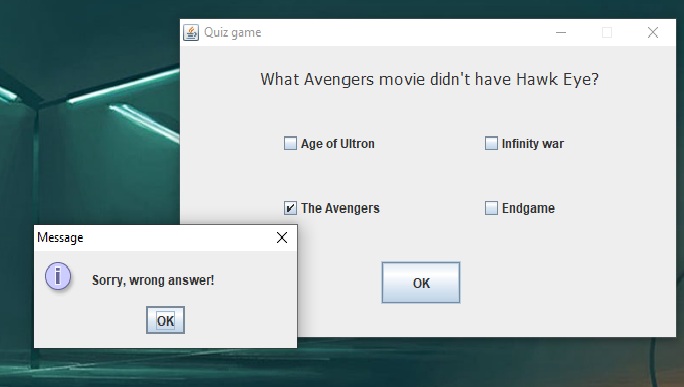 Quiz game
What Avengers movie didn't have Hawk Eye?
Age of Ultron
Infinity war
The Avengers
Endgame
OK
Message
Sorry, wrong answer!
OK